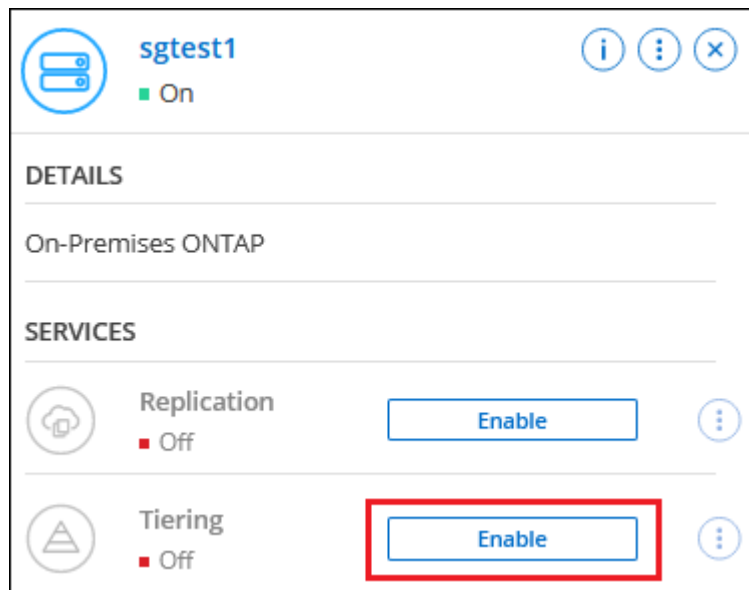 sgtest1
On
DETAILS
On-Premises ONTAP
SERVICES
Replication
Off
Enable
Tiering
Off
Enable